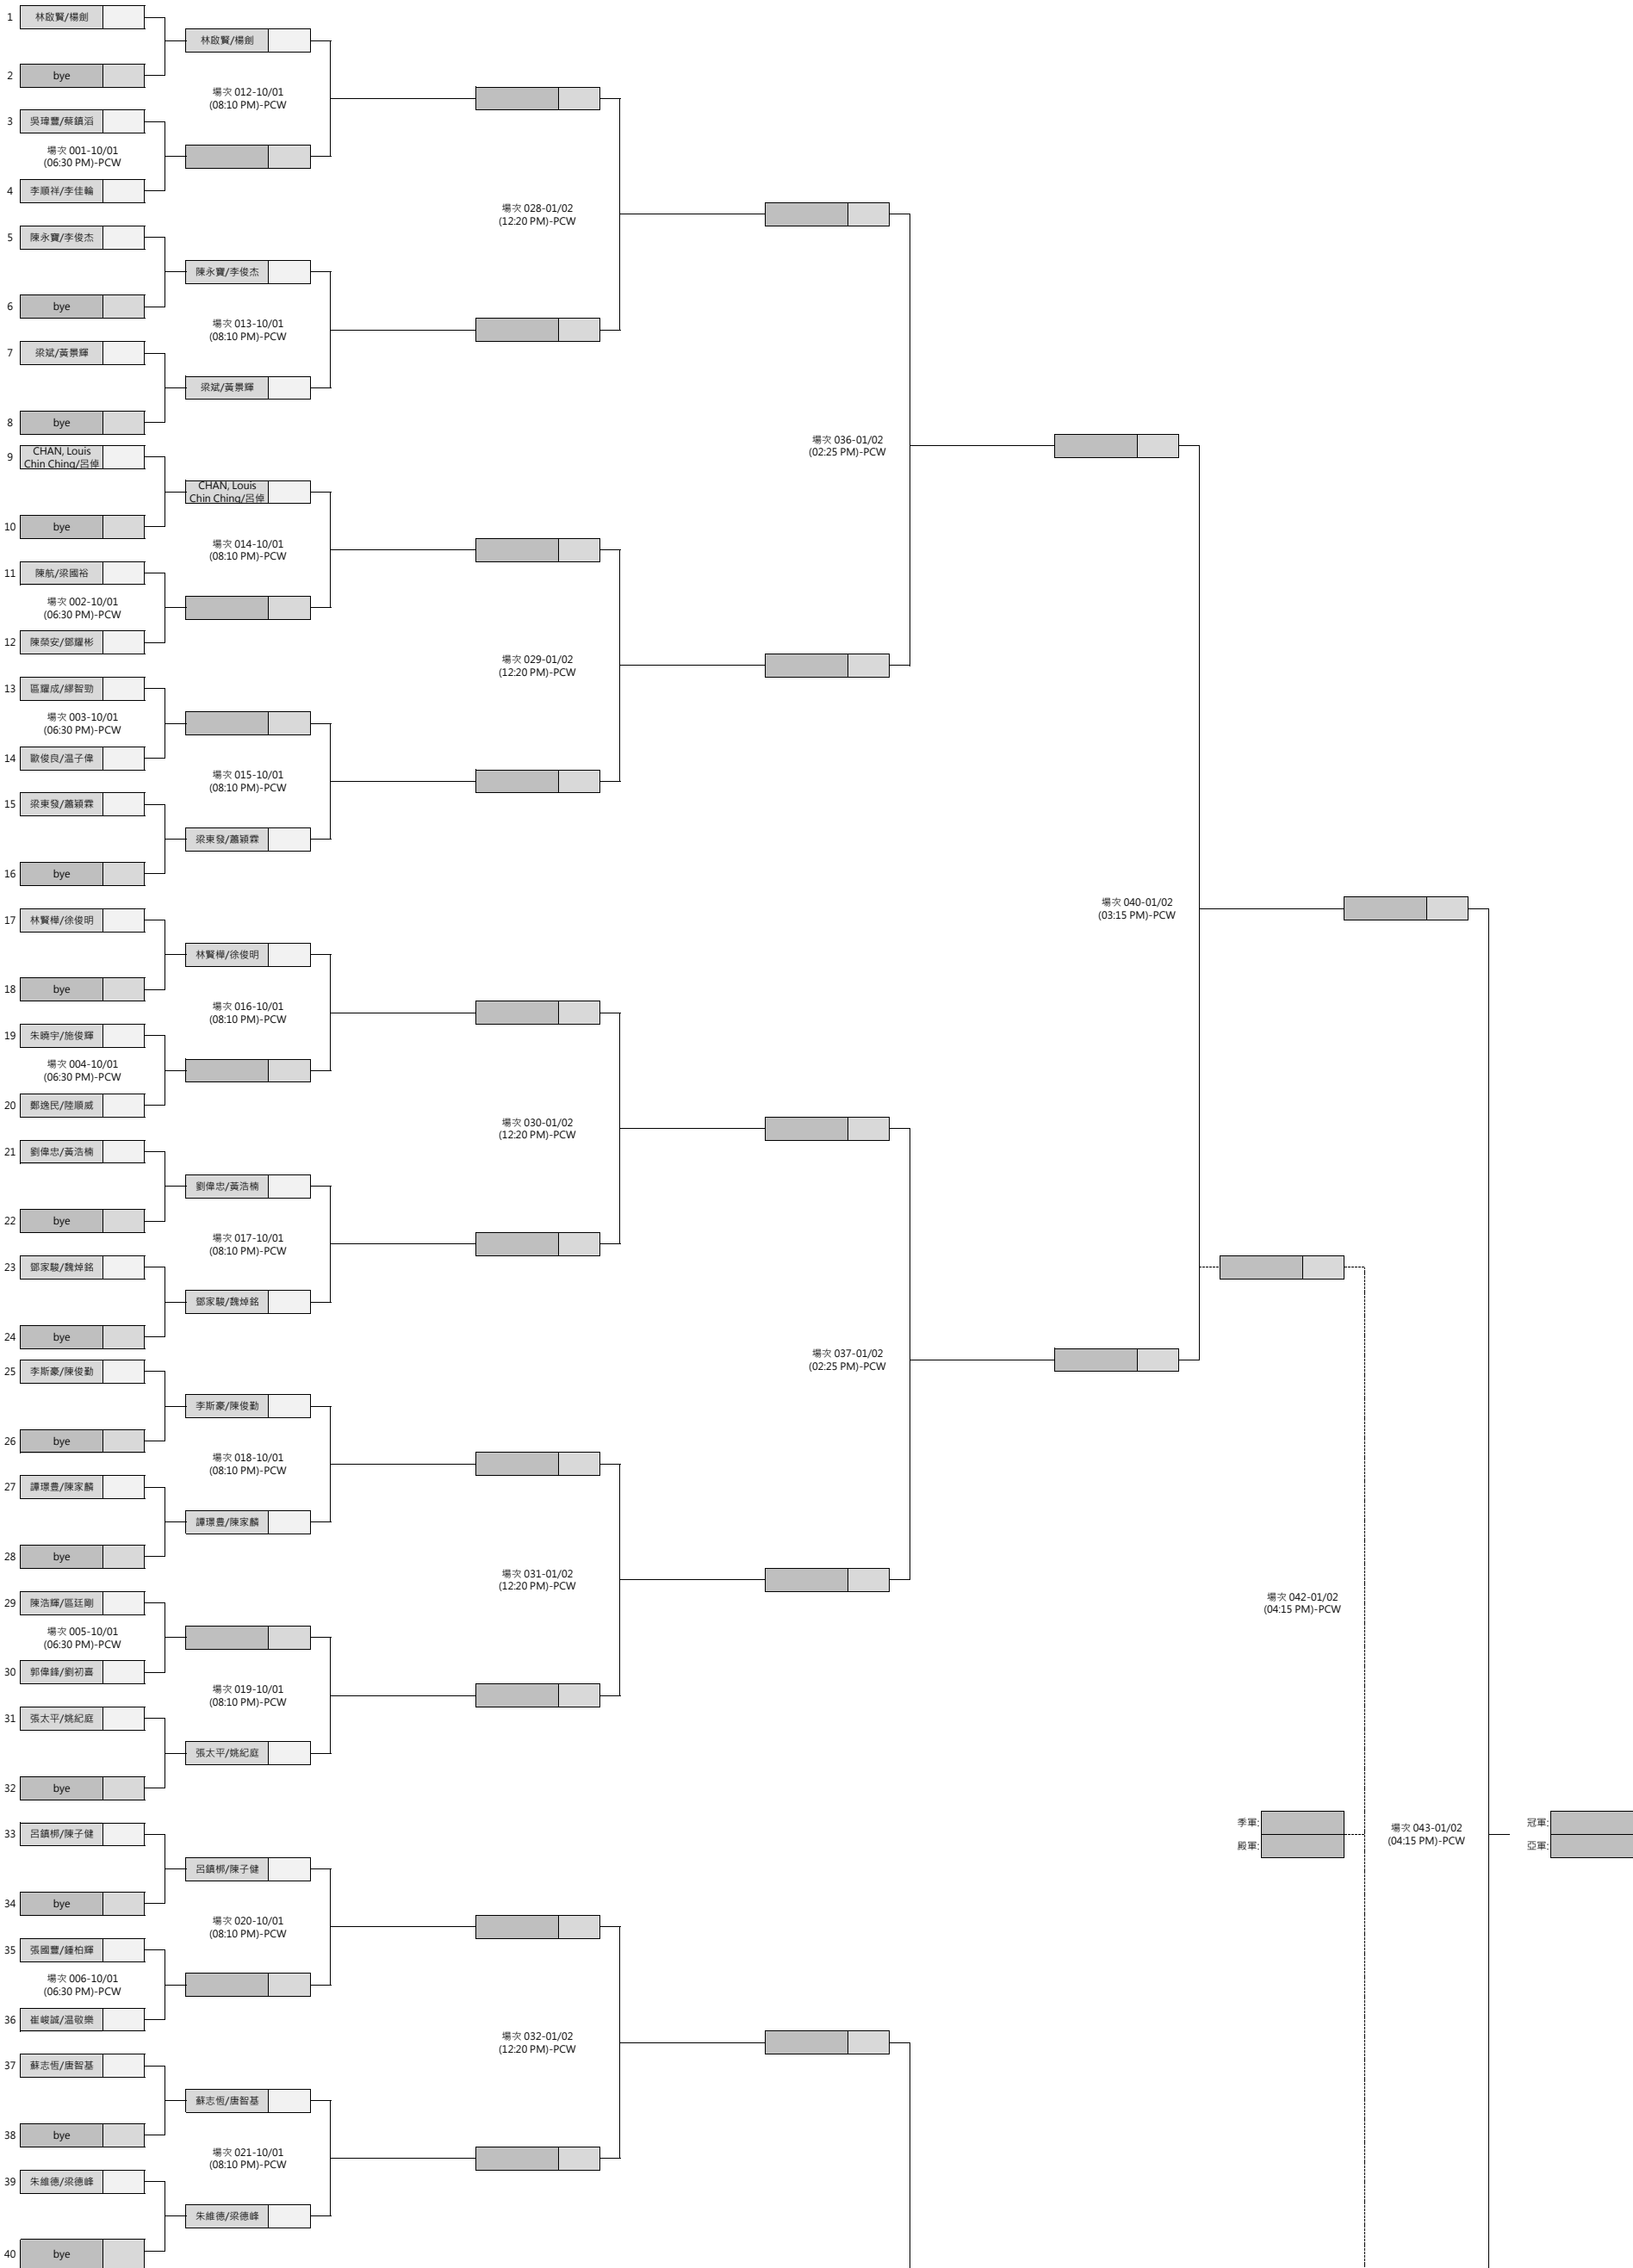 1 林啟賢/楊創
林啟賢/楊創
2 bye
場次 012-10/01
(08:10 PM)-PCW
3 吳瑋豐/蔡鎮滔
場次 001-10/01
(06:30 PM)-PCW
4 李順祥/李佳輪
場次 028-01/02
(12:20 PM)-PCW
5 陳永寶/李俊杰
陳永寶/李俊杰
6 bye
場次 013-10/01
(08:10 PM)-PCW
7 梁斌/黃景輝
梁斌/黃景輝
8 bye
場次 036-01/02
(02:25 PM)-PCW
9 CHAN, Louis
Chin Ching/呂倬
CHAN, Louis
Chin Ching/呂倬
10 bye
場次 014-10/01
(08:10 PM)-PCW
11 陳航/梁國裕
場次 002-10/01
(06:30 PM)-PCW
12 陳榮安/鄧耀彬
場次 029-01/02
(12:20 PM)-PCW
13 區耀成/繆智勁
場次 003-10/01
(06:30 PM)-PCW
14 歐俊良/温子偉
場次 015-10/01
(08:10 PM)-PCW
15 梁東發/蕭穎霖
梁東發/蕭穎霖
16 bye
場次 040-01/02
(03:15 PM)-PCW
17 林賢樺/徐俊明
林賢樺/徐俊明
18 bye
場次 016-10/01
(08:10 PM)-PCW
19 朱曉宇/施俊輝
場次 004-10/01
(06:30 PM)-PCW
20 鄭逸民/陸順威
場次 030-01/02
(12:20 PM)-PCW
21 劉偉忠/黃浩楠
劉偉忠/黃浩楠
22 bye
場次 017-10/01
(08:10 PM)-PCW
23 鄧家駿/魏焯銘
鄧家駿/魏焯銘
24 bye
場次 037-01/02
(02:25 PM)-PCW
25 李斯豪/陳俊勤
李斯豪/陳俊勤
26 bye
場次 018-10/01
(08:10 PM)-PCW
27 譚璟豊/陳家麟
譚璟豊/陳家麟
28 bye
場次 031-01/02
(12:20 PM)-PCW
29 陳浩輝/區廷剛
場次 042-01/02
(04:15 PM)-PCW
場次 005-10/01
(06:30 PM)-PCW
30 郭偉鋒/劉初喜
場次 019-10/01
(08:10 PM)-PCW
31 張太平/姚紀庭
張太平/姚紀庭
32 bye
季軍:
殿軍:
場次 043-01/02
(04:15 PM)-PCW
冠軍:
亞軍:
33 呂鎮梆/陳子健
呂鎮梆/陳子健
34 bye
場次 020-10/01
(08:10 PM)-PCW
35 張國豐/鍾柏輝
場次 006-10/01
(06:30 PM)-PCW
36 崔峻誠/温敬樂
場次 032-01/02
(12:20 PM)-PCW
37 蘇志恆/唐智基
蘇志恆/唐智基
38 bye
場次 021-10/01
(08:10 PM)-PCW
39 朱維德/梁德峰
朱維德/梁德峰
40 bye